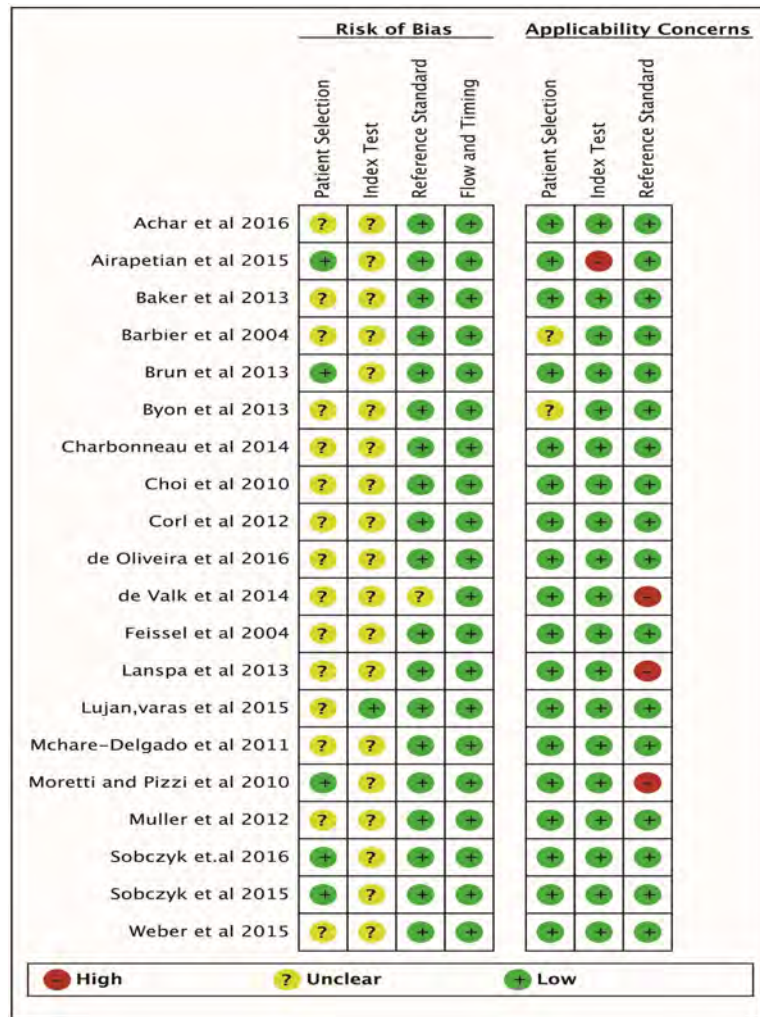 Risk of Bias
Applicability Concerns
Patient Selection
Index Test
Reference Standard
Flow and Timing
Patient Selection
Index Test
Reference Standard
Achar et al 2016 ? ? + + + + +
Airapetian et al 2015 + ? + + + - +
Baker et al 2013 ? ? + + + + +
Barbier et al 2004 ? ? + + ? + +
Brun et al 2013 + ? + + + + +
Byon et al 2013 ? ? + + ? + +
Charbonneau et al 2014 ? ? + + + + +
Choi et al 2010 ? ? + + + + +
Corl et al 2012 ? ? + + + + +
de Oliveira et al 2016 ? ? + + + + +
de Valk et al 2014 ? ? ? + + + -
Feissel et al 2004 ? ? + + + + +
Lanspa et al 2013 ? ? + + + + -
Lujan,varas et al 2015 ? + + + + + +
Mchare-Delgado et al 2011 ? ? + + + + +
Moretti and Pizzi et al 2010 + ? + + + + -
Muller et al 2012 ? ? + + + + +
Sobczyk et.al 2016 + ? + + + + +
Sobczyk et al 2015 + ? + + + + +
Weber et al 2015 ? ? + + + + +
- High ? Unclear + Low